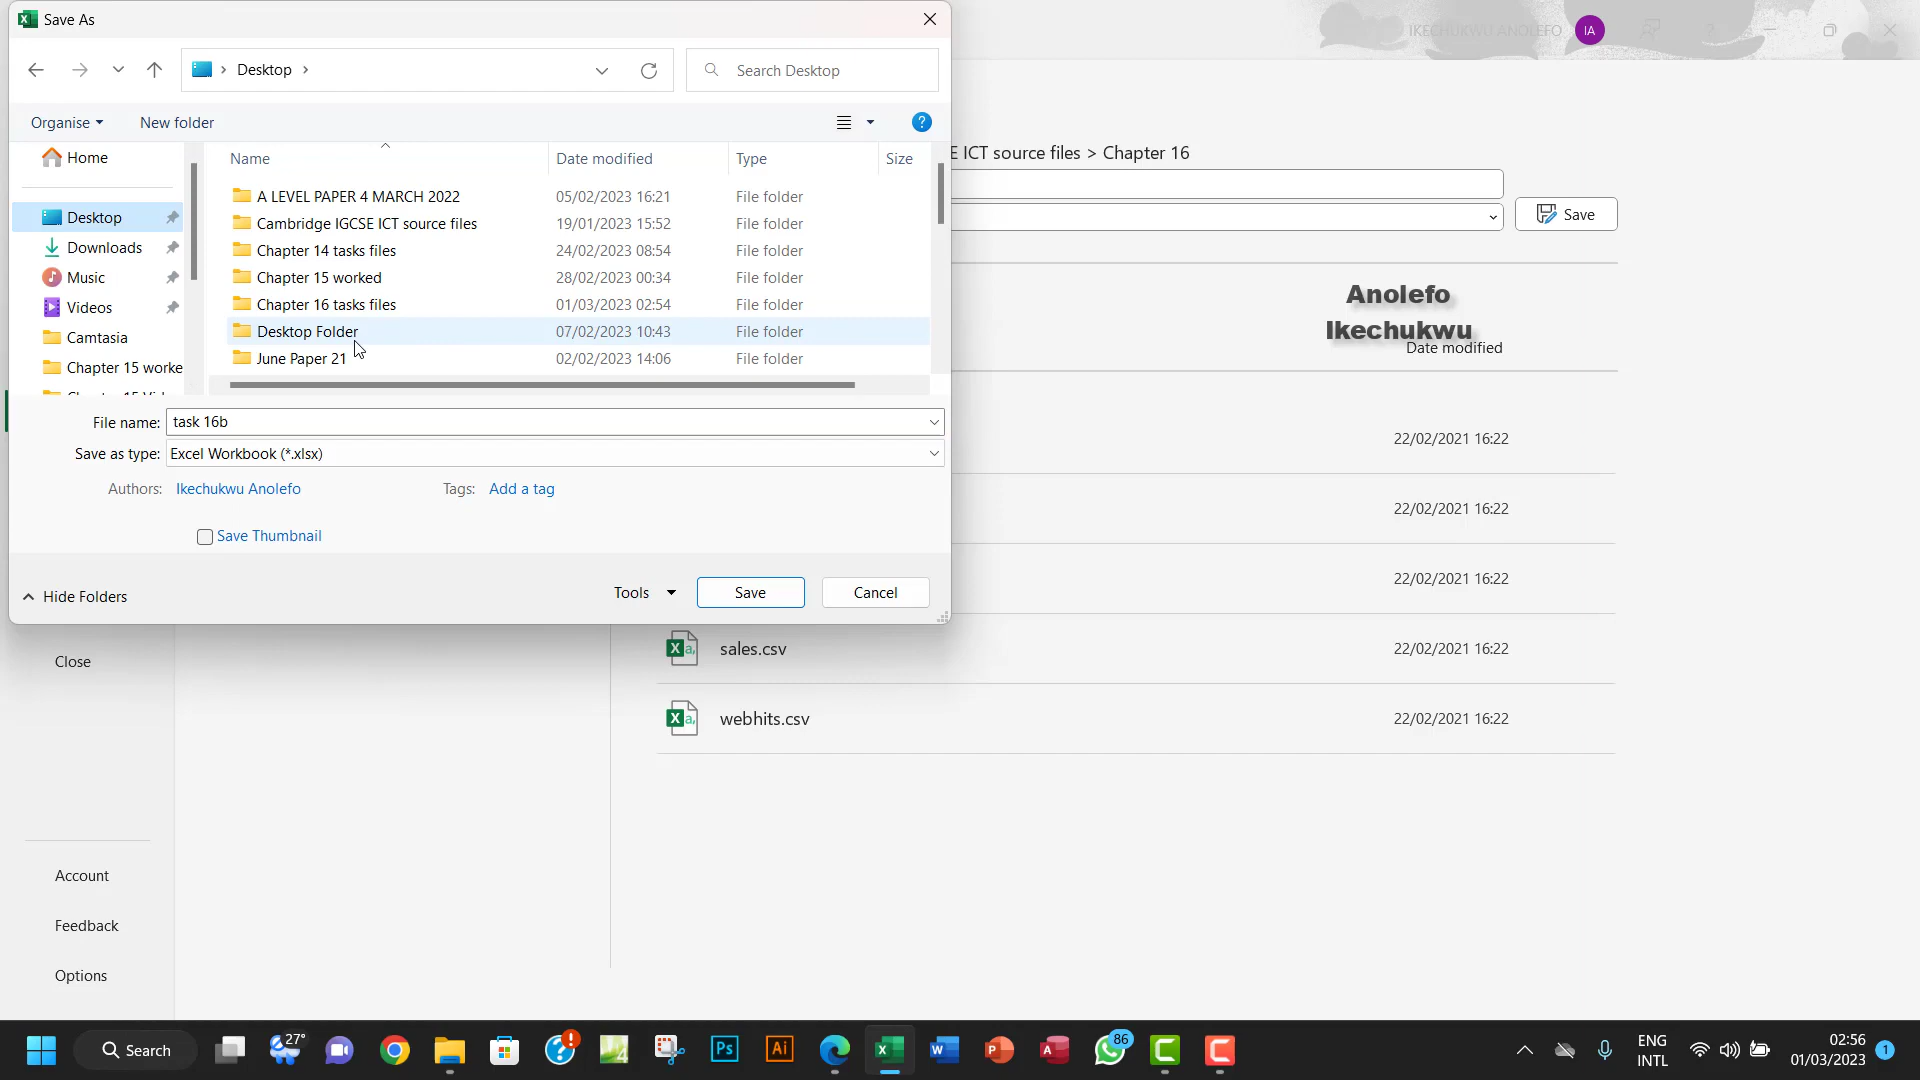 Save As
IKECHUKWU ANOLEFO IA
Desktop
Search Desktop
Organise
New folder
Home
Desktop
Downloads
Music
Videos
Camtasia
Chapter 15 worke
Name Date modified Type Size
A LEVEL PAPER 4 MARCH 2022 05/02/2023 16:21 File folder
Cambridge IGCSE ICT source files 19/01/2023 15:52 File folder
Chapter 14 tasks files 24/02/2023 08:54 File folder
Chapter 15 worked 28/02/2023 00:34 File folder
Chapter 16 tasks files 01/03/2023 02:54 File folder
Desktop Folder 07/02/2023 10:43 File folder
June Paper 21 02/02/2023 14:06 File folder
File name: task 16b
Save as type: Excel Workbook (*.xlsx)
Authors: Ikechukwu Anolefo Tags: Add a tag
Save Thumbnail
Hide Folders
Tools Save Cancel
E ICT source files > Chapter 16
Save
Anolefo
Ikechukwu
Date modified
22/02/2021 16:22
22/02/2021 16:22
22/02/2021 16:22
sales.csv 22/02/2021 16:22
webhits.csv 22/02/2021 16:22
Close
Account
Feedback
Options
Search
27°
Ps
Ai
86
ENG
INTL
02:56
01/03/2023
1